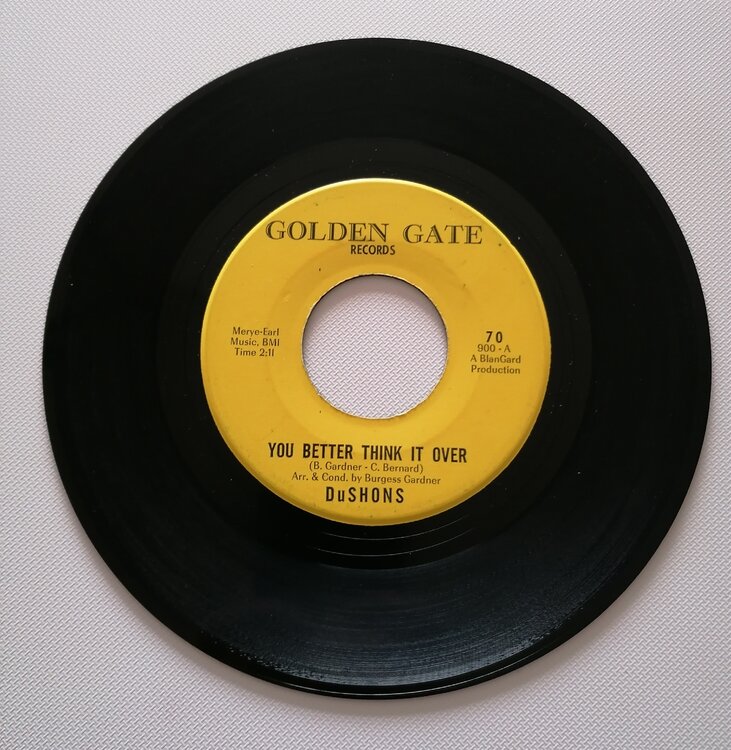 GOLDEN GATE
RECORDS
Merye-Earl
Music, BMI
Time 2:11
70
900 - A
A BlanGard
Production
YOU BETTER THINK IT OVER
(B. Gardner - C. Bernard)
Arr. & Cond. by Burgess Gardner
DuSHONS